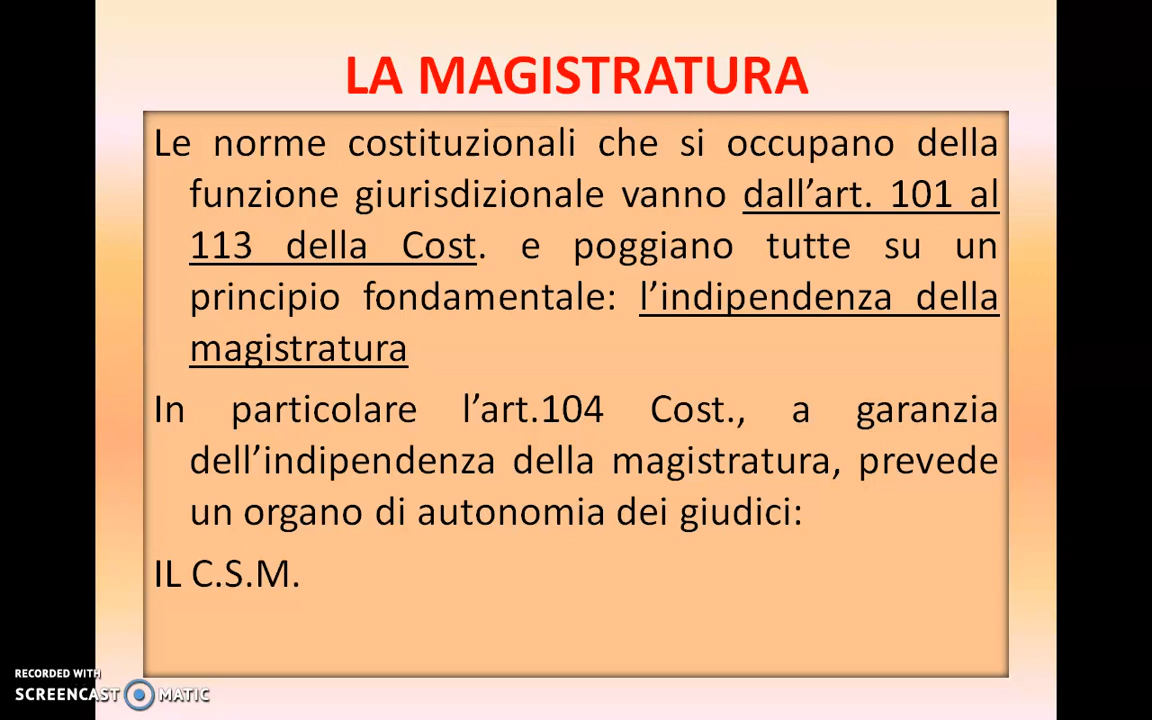 LA MAGISTRATURA
Le norme costituzionali che si occupano della
funzione giurisdizionale vanno dall’art. 101 al
113 della Cost. e poggiano tutte su un
principio fondamentale: l’indipendenza della
magistratura
In particolare l’art.104 Cost., a garanzia
dell’indipendenza della magistratura, prevede
un organo di autonomia dei giudici:
IL C.S.M.
RECORDED WITH
SCREENCAST MATIC